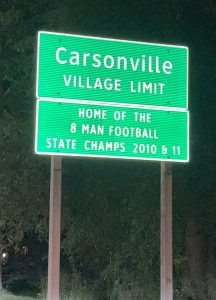 Carsonville
VILLAGE LIMIT
HOME OF THE
8 MAN FOOTBALL
STATE CHAMPS 2010 & 11